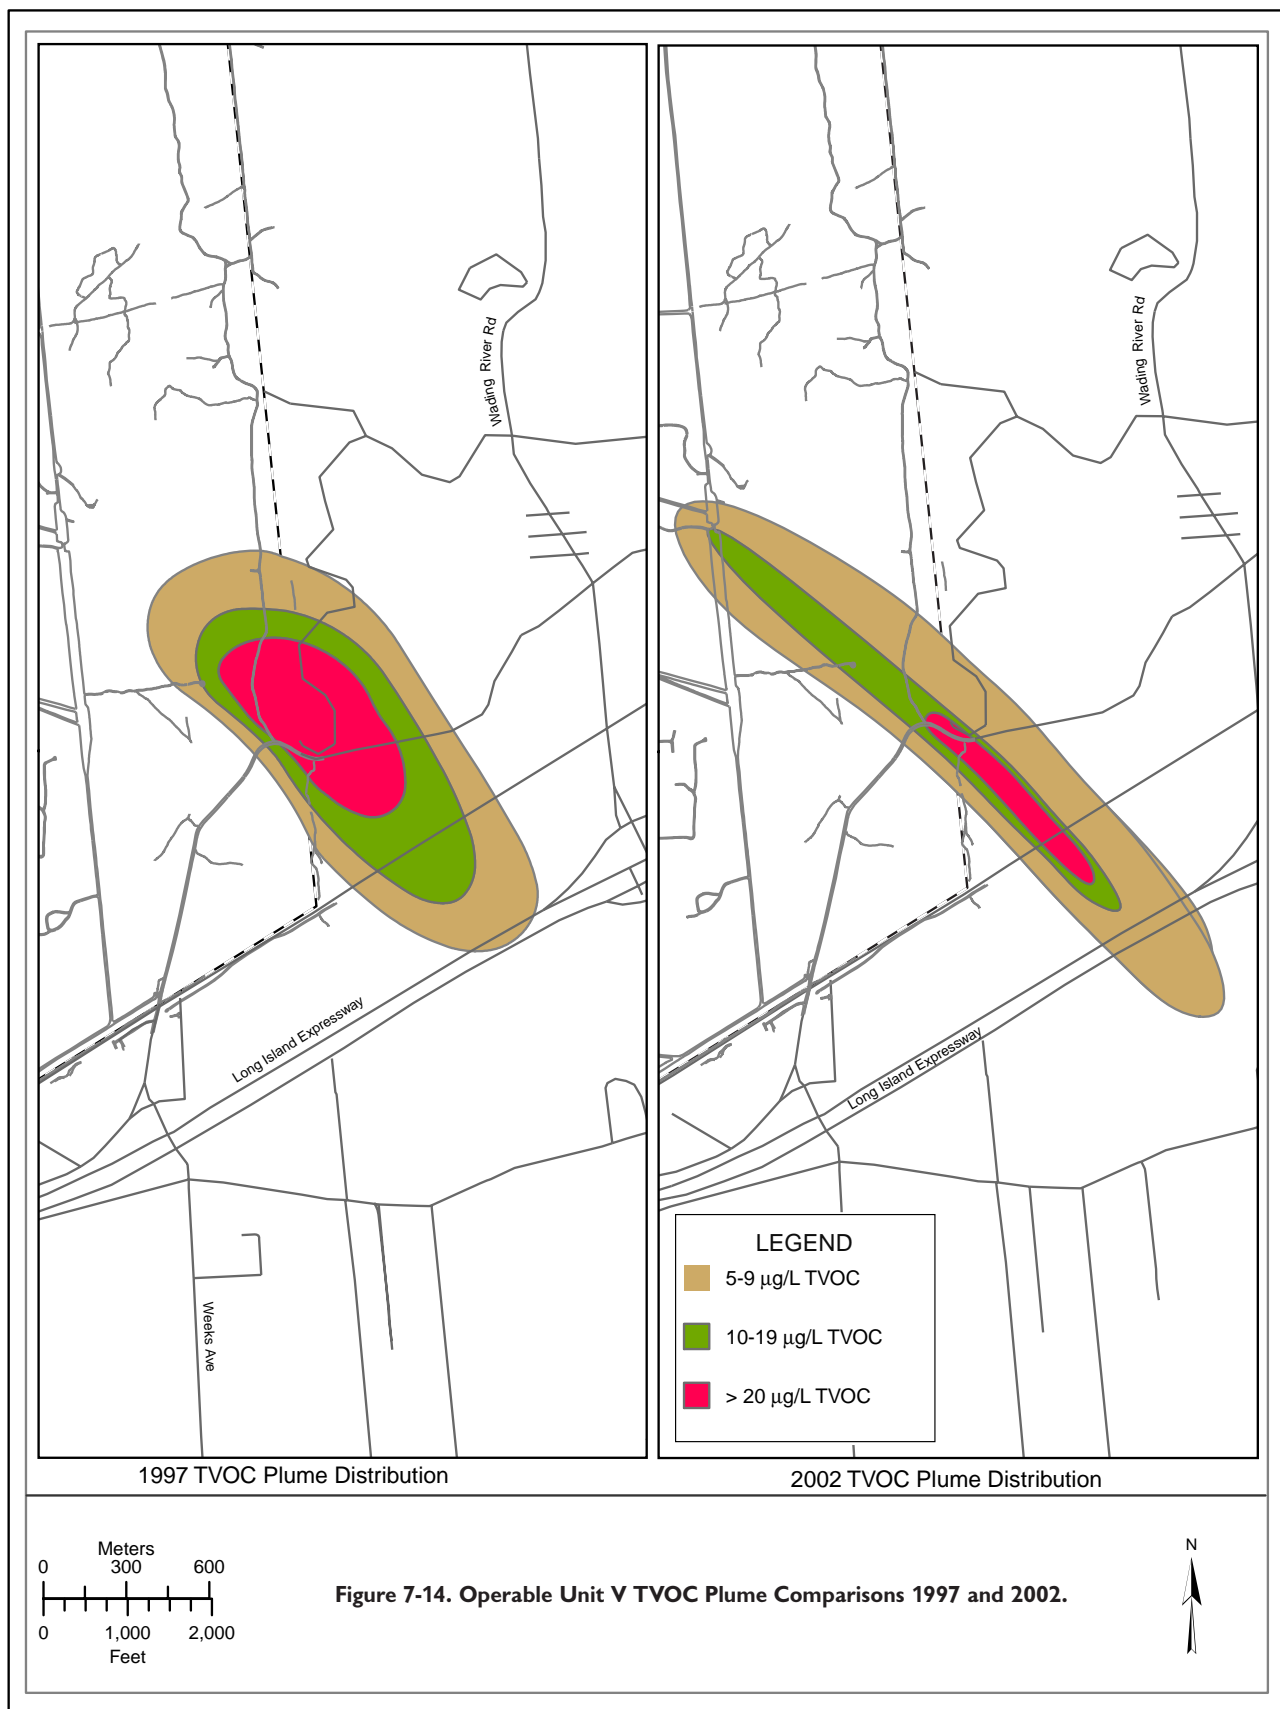 Wading River Rd
Long Island Expressway
Weeks Ave
1997 TVOC Plume Distribution
Wading River Rd
Long Island Expressway
LEGEND
5-9 µg/L TVOC
10-19 µg/L TVOC
> 20 µg/L TVOC
2002 TVOC Plume Distribution
Meters
0 300 600
0 1,000 2,000
Feet
Figure 7-14. Operable Unit V TVOC Plume Comparisons 1997 and 2002.
N